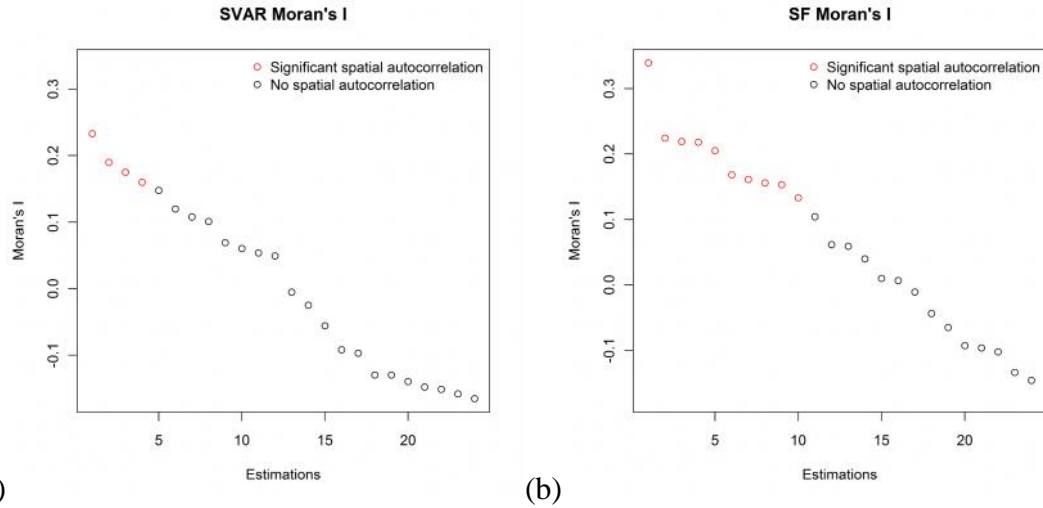 SVAR Moran's I
Significant spatial autocorrelation
No spatial autocorrelation
Moran's I
0.3
0.2
0.1
0.0
-0.1
5 10 15 20
Estimations
)
SF Moran's I
Significant spatial autocorrelation
No spatial autocorrelation
Moran's I
0.3
0.2
0.1
0.0
-0.1
5 10 15 20
Estimations
(b)